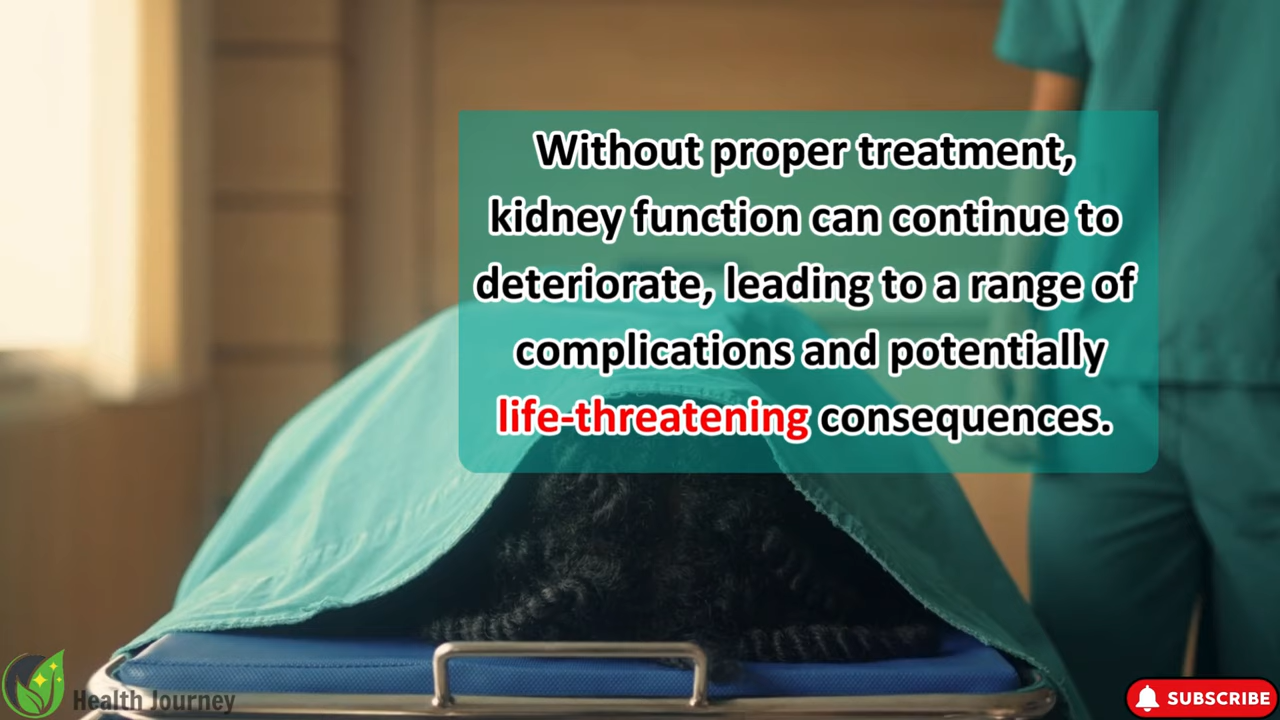 Without proper treatment,
kidney function can continue to
deteriorate, leading to a range of
complications and potentially
life-threatening consequences.
Health Journey
SUBSCRIBE